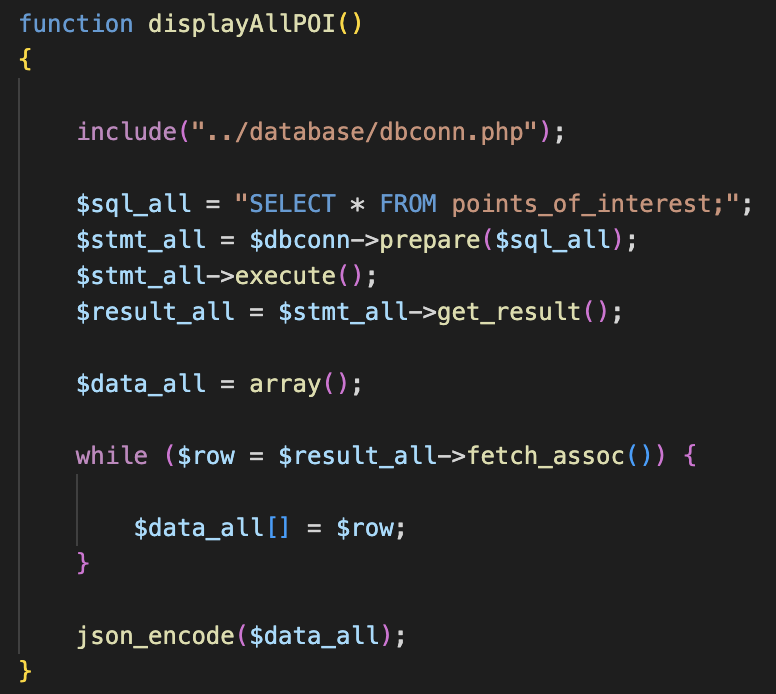 function displayAllPOI()
{
include("../database/dbconn.php");
$sql_all = "SELECT * FROM points_of_interest;";
$stmt_all = $dbconn->prepare($sql_all);
$stmt_all->execute();
$result_all = $stmt_all->get_result();
$data_all = array();
while ($row = $result_all->fetch_assoc()) {
$data_all[] = $row;
}
json_encode($data_all);
}